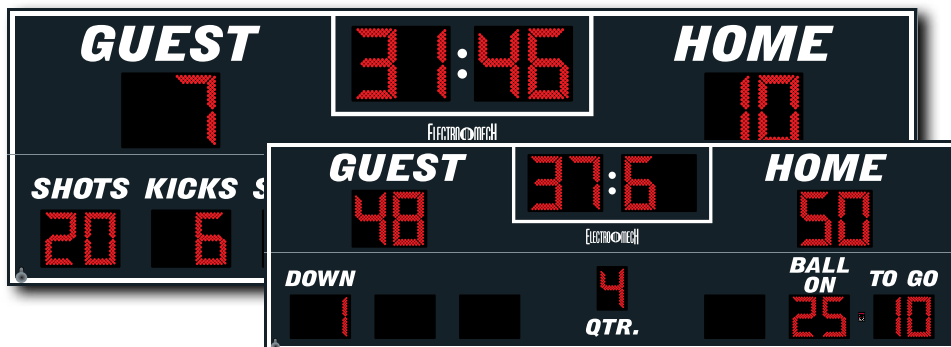 GUEST 31:46 HOME
7 10
ELECTRO-MECH
SHOTS KICKS S
20 6
GUEST 37:6 HOME
48 50
ELECTRO-MECH
DOWN 4 BALL ON TO GO
1 QTR. 25 10